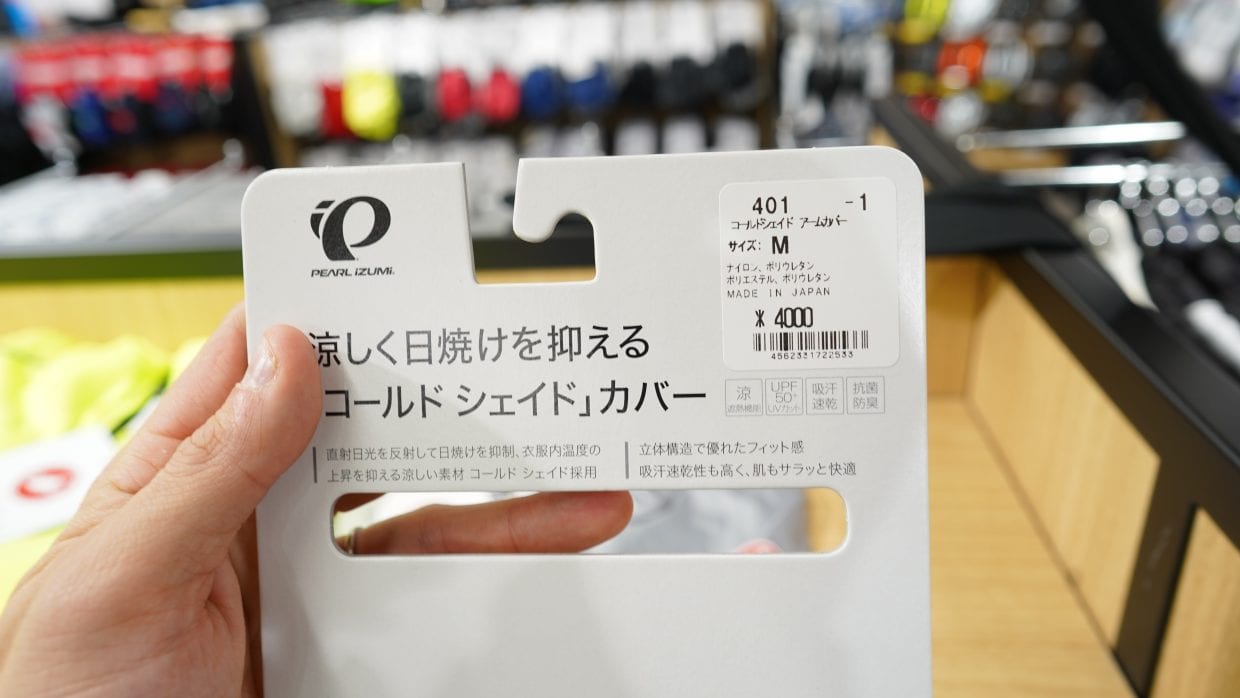 PEARL iZUMi
401 -1
コールドシェイド アームカバー
サイズ: M
ナイロン、ポリウレタン
ポリエステル、ポリウレタン
MADE IN JAPAN
¥ 4000
4562331722533
涼しく日焼けを抑える
コールド シェイド」カバー
涼
遮熱機能
UPF
50+
UVカット
吸汗
速乾
抗菌
防臭
直射日光を反射して日焼けを抑制、衣服内温度の
上昇を抑える涼しい素材 コールド シェイド採用
立体構造で優れたフィット感
吸汗速乾性も高く、肌もサラッと快適